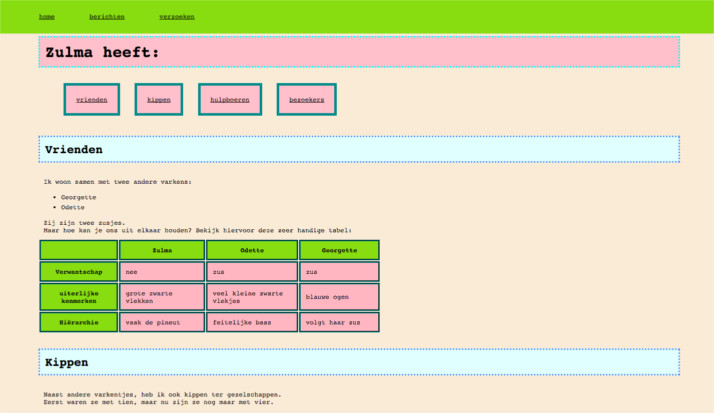 home berichten verzoeken
Zulma heeft:
vrienden kippen hulpboeren bezoekers
Vrienden
Ik woon samen met twee andere varkens:
• Georgette
• Odette
Zij zijn twee zusjes.
Maar hoe kan je ons uit elkaar houden? Bekijk hiervoor deze zeer handige tabel:
Zulma Odette Georgette
Verwantschap nee zus zus
uiterlijke kenmerken grote zwarte vlekken veel kleine zwarte vlekjes blauwe ogen
Hiërarchie vaak de pineut feitelijke baas volgt haar zus
Kippen
Naast andere varkentjes, heb ik ook kippen ter gezelschappen.
Eerst waren ze met tien, maar nu zijn ze nog maar met vier.